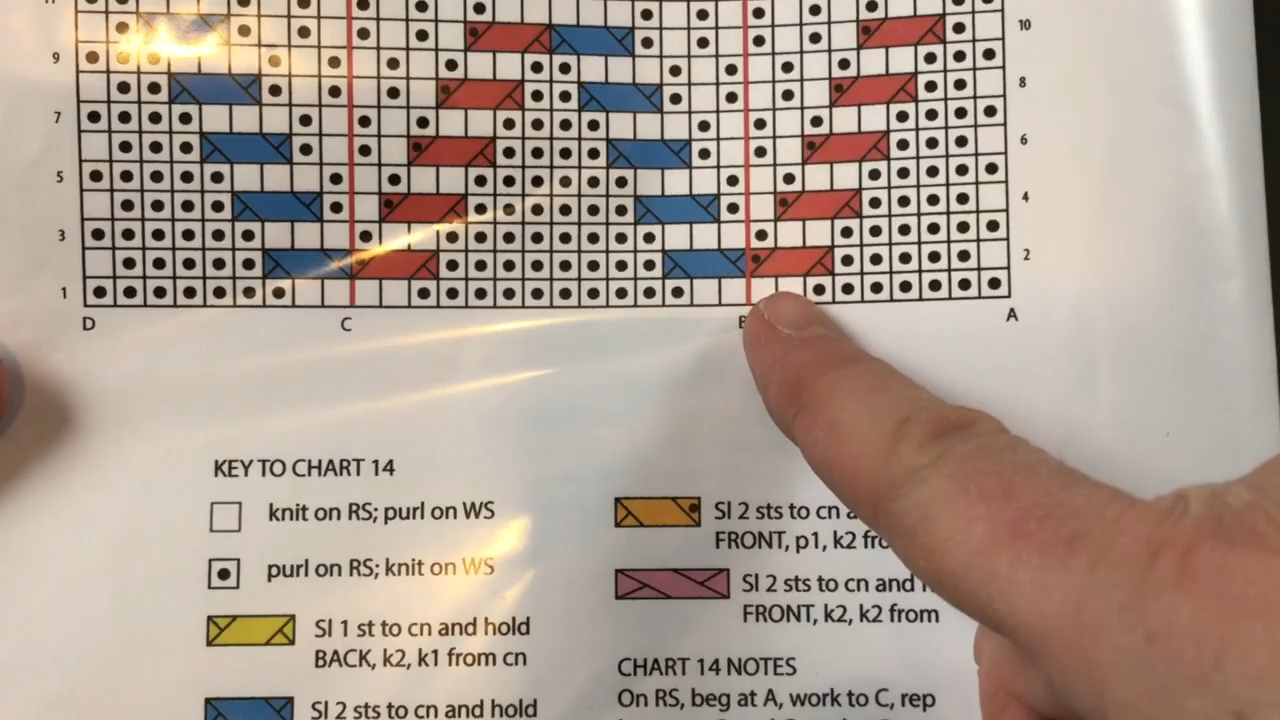 10
9
8
7
6
5
4
3
2
1
D
C
A
KEY TO CHART 14
knit on RS; purl on WS
purl on RS; knit on WS
Sl 1 st to cn and hold
BACK, k2, k1 from cn
Sl 2 sts to cn and hold
Sl 2 sts to cn
FRONT, p1, k2
Sl 2 sts to cn and
FRONT, k2, k2 from
CHART 14 NOTES
On RS, beg at A, work to C, rep